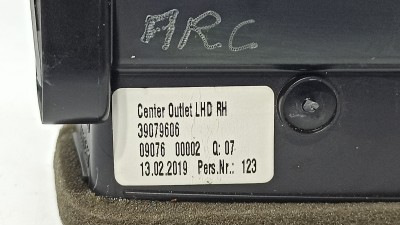 ARC
Center Outlet LHD RH
39079606
09076 00002 Q: 07
13.02.2019 Pers.Nr.: 123